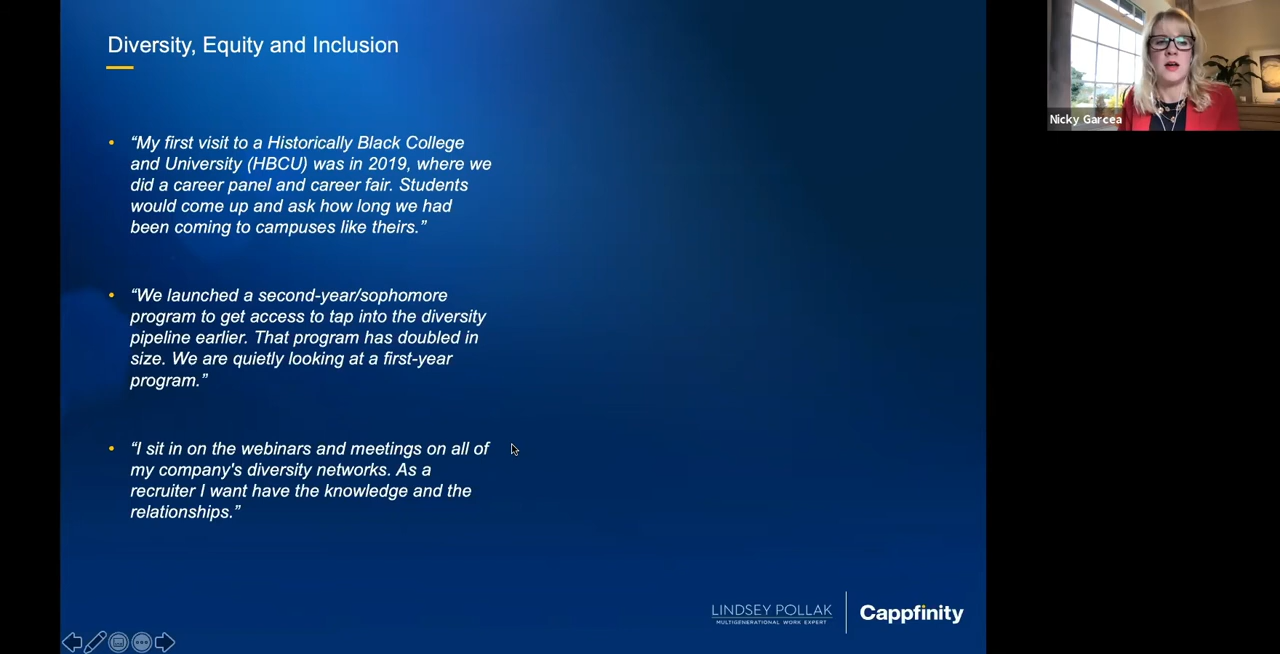 Diversity, Equity and Inclusion
• “My first visit to a Historically Black College
and University (HBCU) was in 2019, where we
did a career panel and career fair. Students
would come up and ask how long we had
been coming to campuses like theirs.”
• “We launched a second-year/sophomore
program to get access to tap into the diversity
pipeline earlier. That program has doubled in
size. We are quietly looking at a first-year
program.”
• “I sit in on the webinars and meetings on all of
my company's diversity networks. As a
recruiter I want have the knowledge and the
relationships.”
LINDSEY POLLAK
MULTIGENERATIONAL WORK EXPERT
Cappfinity
Nicky Garcea